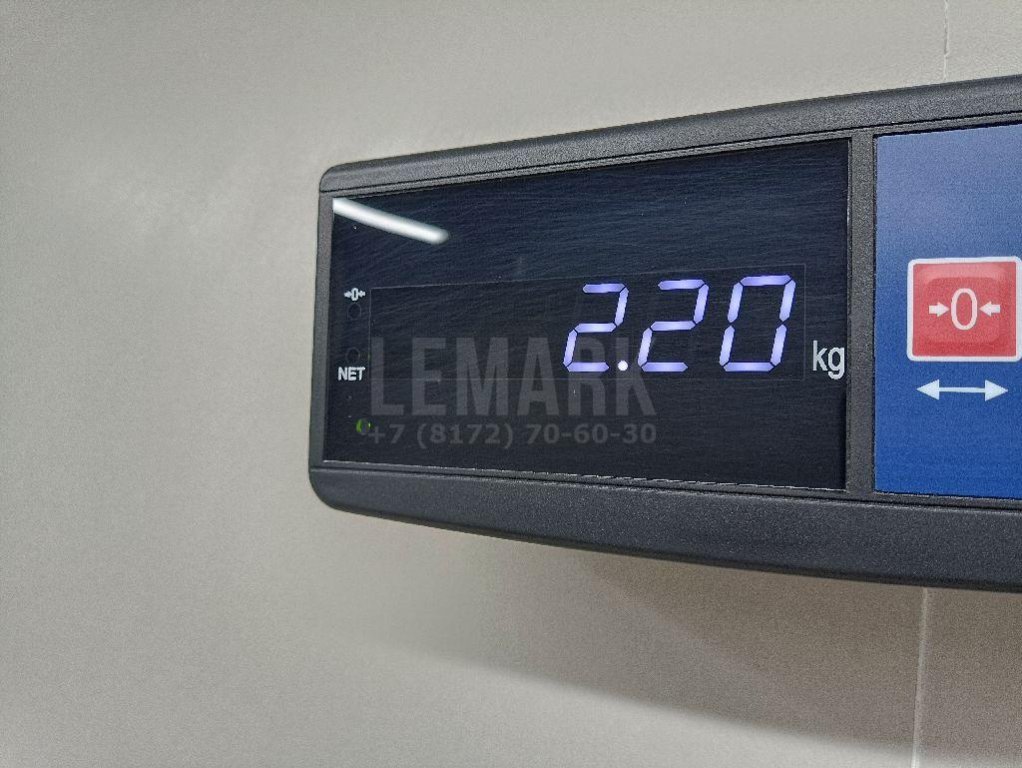 →0←
2.20 kg
NET
LEMARK
+7 (8172) 70-60-30
→0←